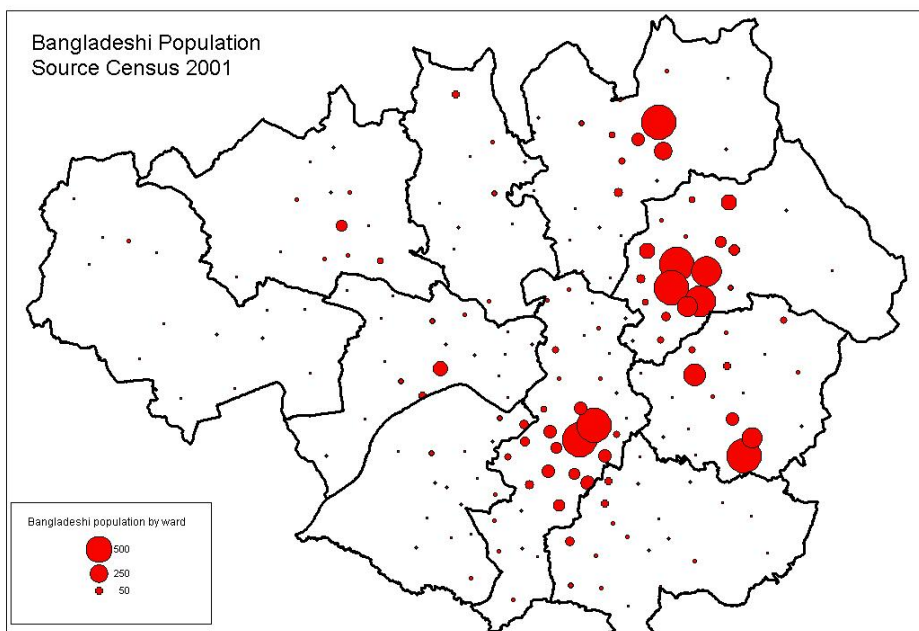 Bangladeshi Population
Source Census 2001
Bangladeshi population by ward
500
250
50